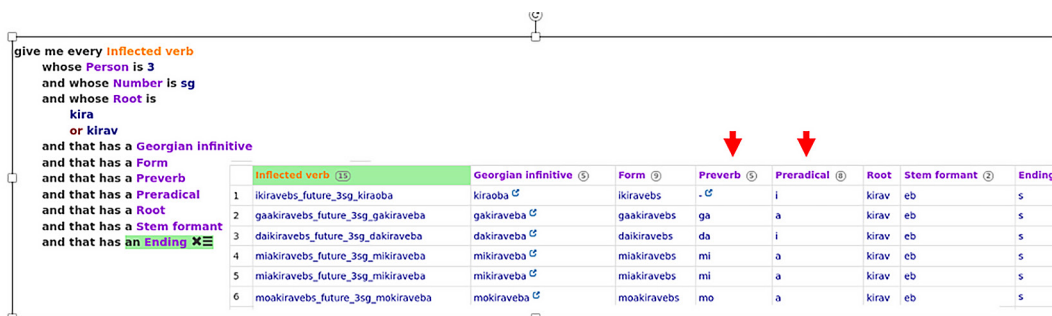 give me every Inflected verb
whose Person is 3
and whose Number is sg
and whose Root is
kira
or kirav
and that has a Georgian infinitive
and that has a Form
and that has a Preverb
and that has a Preradical
and that has a Root
and that has a Stem formant
and that has an Ending
Inflected verb 15 Georgian infinitive 5 Form 9 Preverb 5 Preradical 8 Root Stem formant 2 Ending
1 ikiravebs_future_3sg_kiraoba kiraoba ikiravebs - i kirav eb s
2 gaakiravebs_future_3sg_gakiraveba gakiraveba gaakiravebs ga a kirav eb s
3 daikiravebs_future_3sg_dakiraveba dakiraveba daikiravebs da i kirav eb s
4 miakiravebs_future_3sg_mikiraveba mikiraveba miakiravebs mi a kirav eb s
5 miakiravebs_future_3sg_mikiraveba mikiraveba miakiravebs mi a kirav eb s
6 moakiravebs_future_3sg_mokiraveba mokiraveba moakiravebs mo a kirav eb s